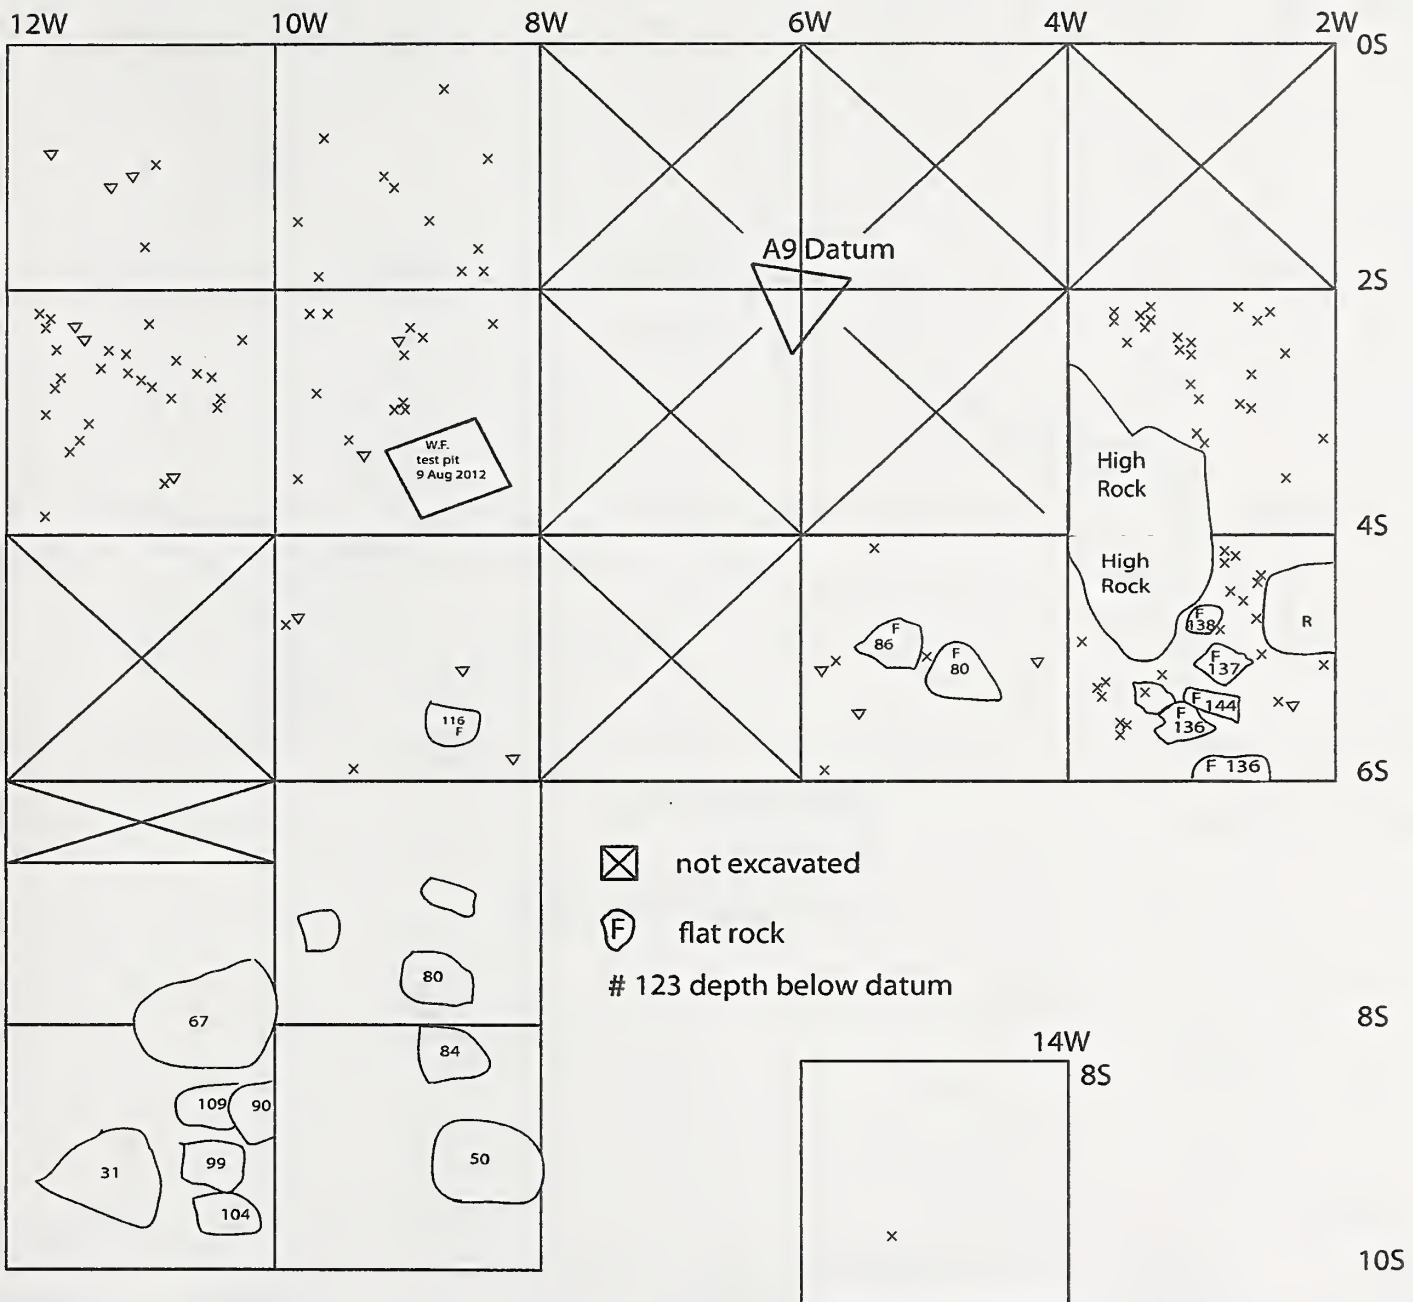 12W 10W 8W 6W 4W 2W
0S
A9 Datum
2S
W.F.
test pit
9 Aug 2012
High
Rock
4S
High
Rock
F
138
R
F
86
F
80
F
137
116
F
F 144
F
136
F 136
6S
not excavated
F
flat rock
80
# 123 depth below datum
67
8S
14W
8S
84
109
90
99
31
50
104
10S